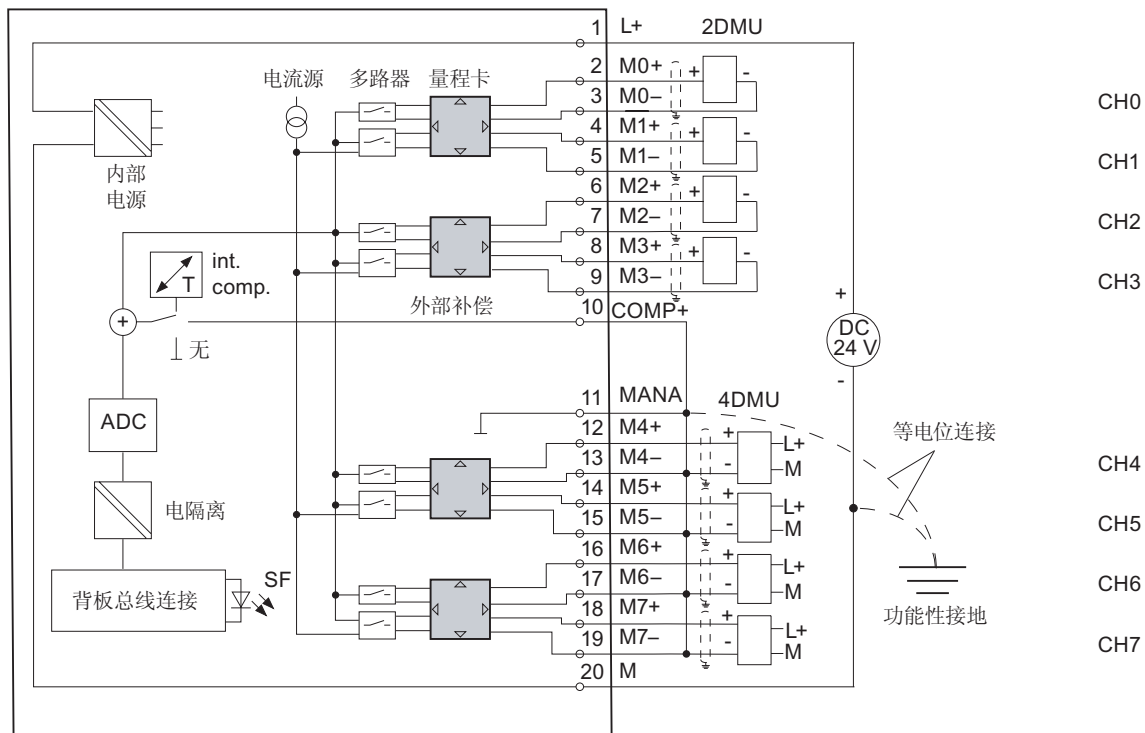 1 L+ 2DMU
2 M0+ + -
电流源 多路器 量程卡
3 M0– CH0
4 M1+ + -
5 M1– CH1
内部
电源
6 M2+ + -
7 M2– CH2
8 M3+ + -
int.
comp.
T
9 M3– CH3
外部补偿
10 COMP+
+
+
无
DC
24 V
-
11 MANA 4DMU
ADC
12 M4+ + L+
等电位连接
13 M4– - M CH4
14 M5+ + L+
电隔离
15 M5– - M CH5
16 M6+ + L+
SF
17 M6– - M CH6
背板总线连接
功能性接地
18 M7+ + L+
19 M7– - M CH7
20 M